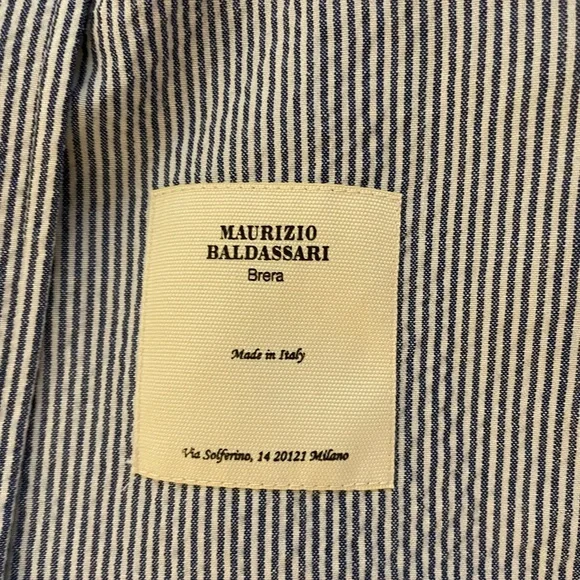 MAURIZIO
BALDASSARI
Brera
Made in Italy
Via Solferino, 14 20121 Milano